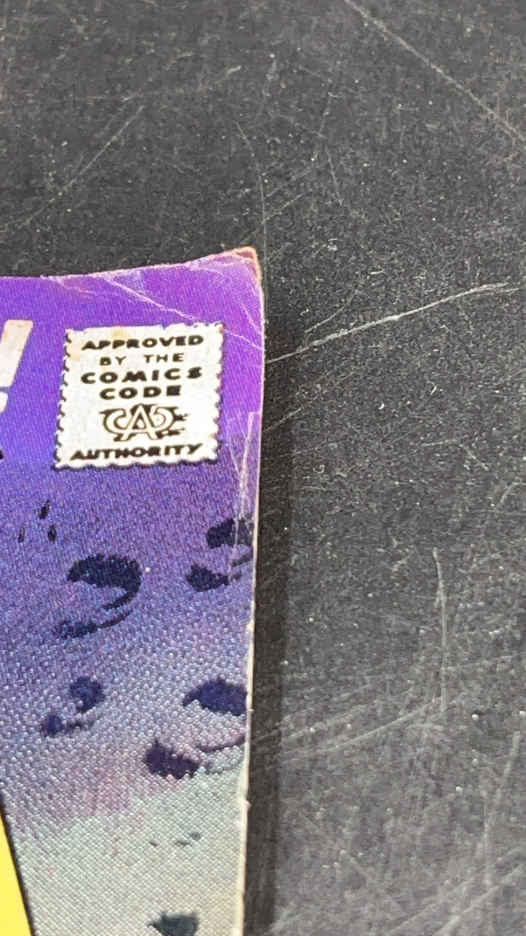 !
APPROVED
BY THE
COMICS
CODE
CA
AUTHORITY